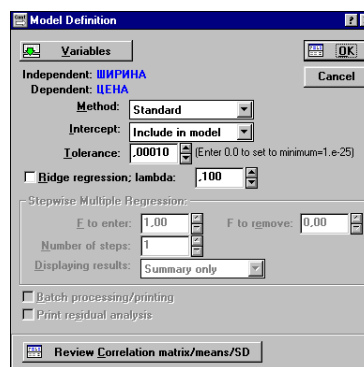 Model Definition ?
Variables OK
Independent: ШИРИНА
Dependent: ЦЕНА
Cancel
Method: Standard
Intercept: Include in model
Tolerance: ,00010 (Enter 0.0 to set to minimum=1.e-25)
Ridge regression; lambda: ,100
Stepwise Multiple Regression:
F to enter: 1,00 F to remove: 0,00
Number of steps: 1
Displaying results: Summary only
Batch processing/printing
Print residual analysis
Review Correlation matrix/means/SD